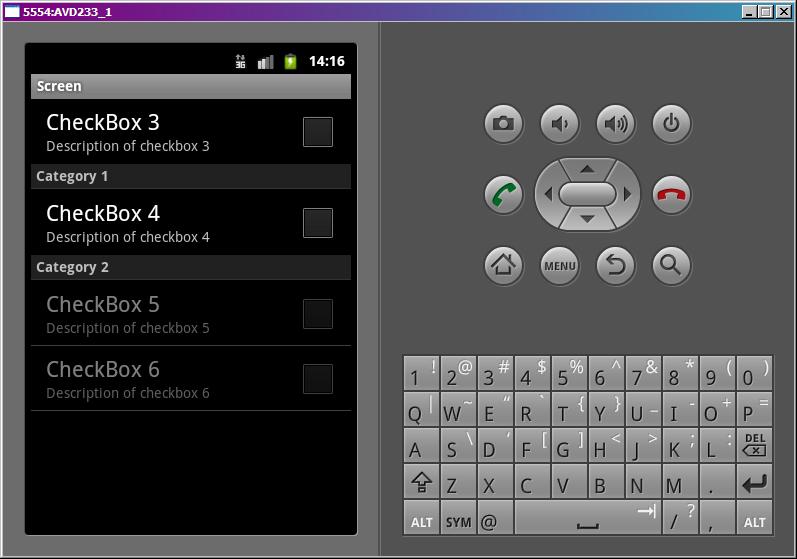 5554:AVD233_1
3G 14:16
Screen
CheckBox 3
Description of checkbox 3
Category 1
CheckBox 4
Description of checkbox 4
Category 2
CheckBox 5
Description of checkbox 5
CheckBox 6
Description of checkbox 6
MENU
1 ! 2 @ 3 # 4 $ 5 % 6 ^ 7 & 8 * 9 ( 0 )
Q | W ~ E “ R ` T { Y } U _ I - O + P =
A S \ D ‘ F [ G ] H < J > K ; L : DEL
Z X C V B N M .
ALT SYM @ / ? , ALT